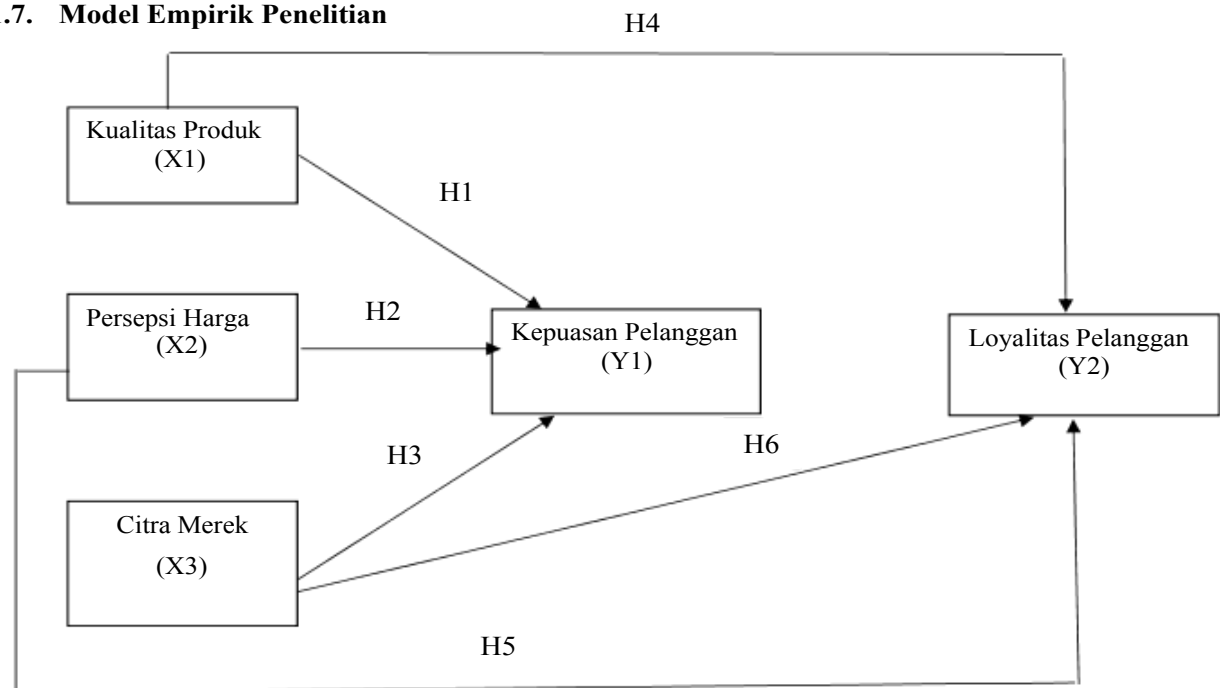 .7. Model Empirik Penelitian
H4
Kualitas Produk
(X1)
H1
Persepsi Harga
(X2)
H2
Kepuasan Pelanggan
(Y1)
Loyalitas Pelanggan
(Y2)
H3
H6
Citra Merek
(X3)
H5